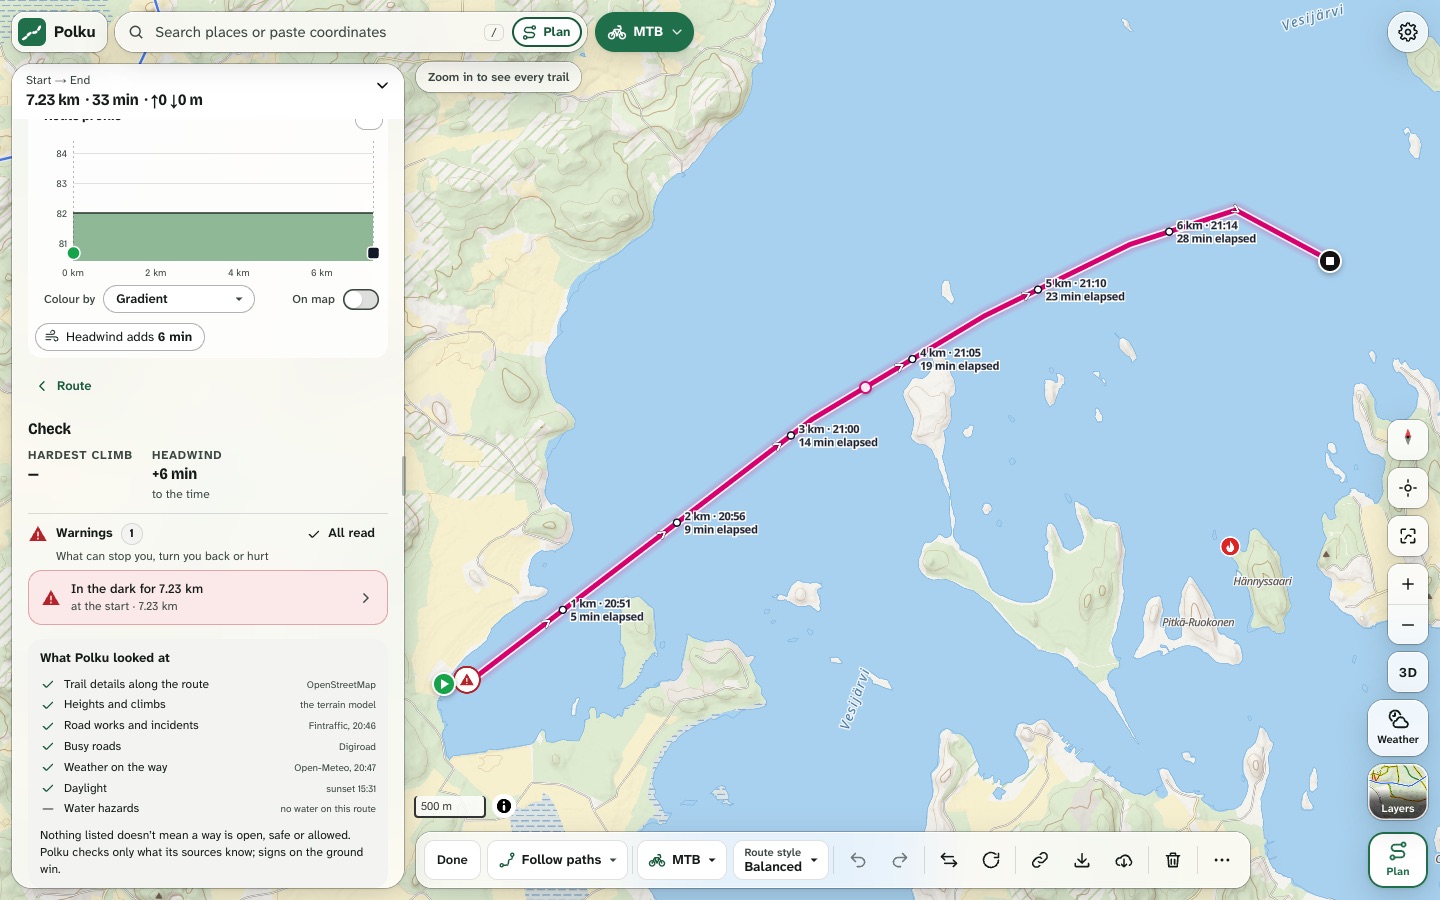 Polku
Search places or paste coordinates
/
Plan
MTB
Vesijärvi
Zoom in to see every trail
Start → End
7.23 km · 33 min · ↑0 ↓0 m
Route profile
84
83
82
81
0 km
2 km
4 km
6 km
Colour by
Gradient
On map
Headwind adds 6 min
Route
Check
HARDEST CLIMB
–
HEADWIND
+6 min
to the time
Warnings
1
All read
What can stop you, turn you back or hurt
In the dark for 7.23 km
at the start · 7.23 km
What Polku looked at
Trail details along the route
OpenStreetMap
Heights and climbs
the terrain model
Road works and incidents
Fintraffic, 20:46
Busy roads
Digiroad
Weather on the way
Open-Meteo, 20:47
Daylight
sunset 15:31
Water hazards
no water on this route
Nothing listed doesn't mean a way is open, safe or allowed.
Polku checks only what its sources know; signs on the ground
win.
6 km · 21:14
28 min elapsed
5 km · 21:10
23 min elapsed
4 km · 21:05
19 min elapsed
3 km · 21:00
14 min elapsed
2 km · 20:56
9 min elapsed
1 km · 20:51
5 min elapsed
Hännyssaari
Pitkä-Ruokonen
Vesijärvi
3D
Weather
Layers
Plan
500 m
Done
Follow paths
MTB
Route style
Balanced